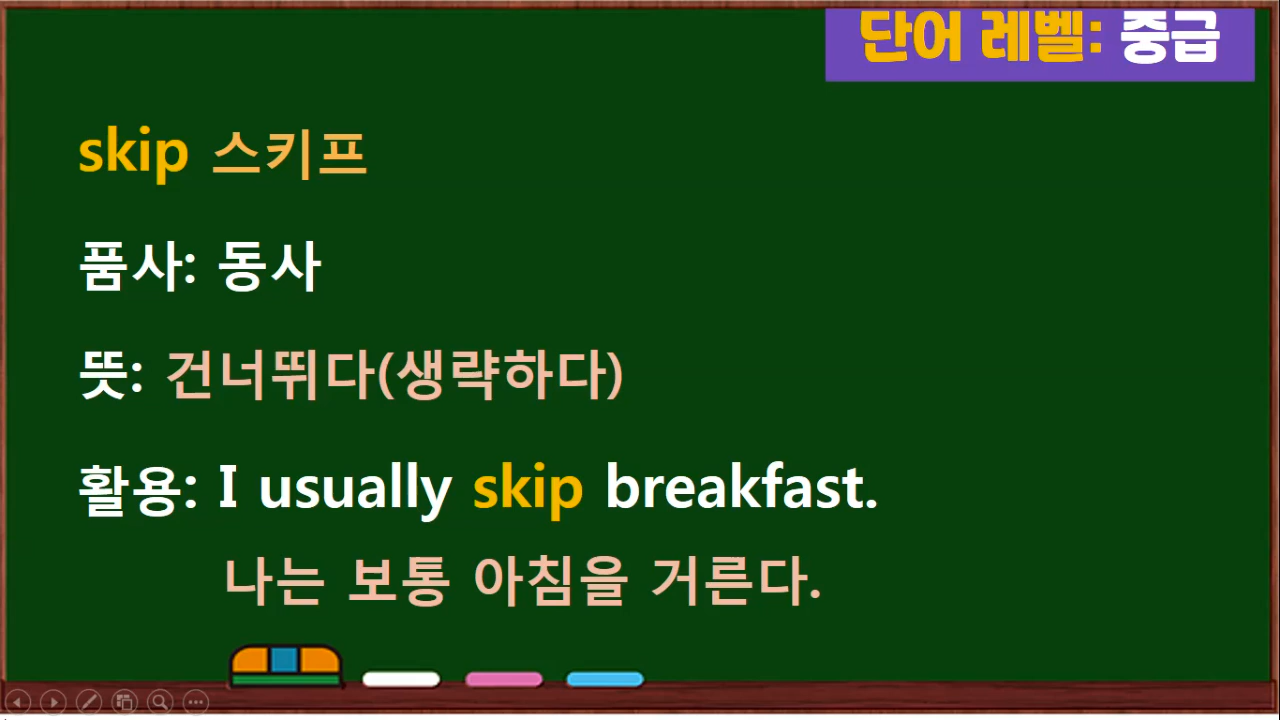 단어 레벨: 중급
skip 스키프
품사: 동사
뜻: 건너뛰다(생략하다)
활용: I usually skip breakfast.
나는 보통 아침을 거른다.